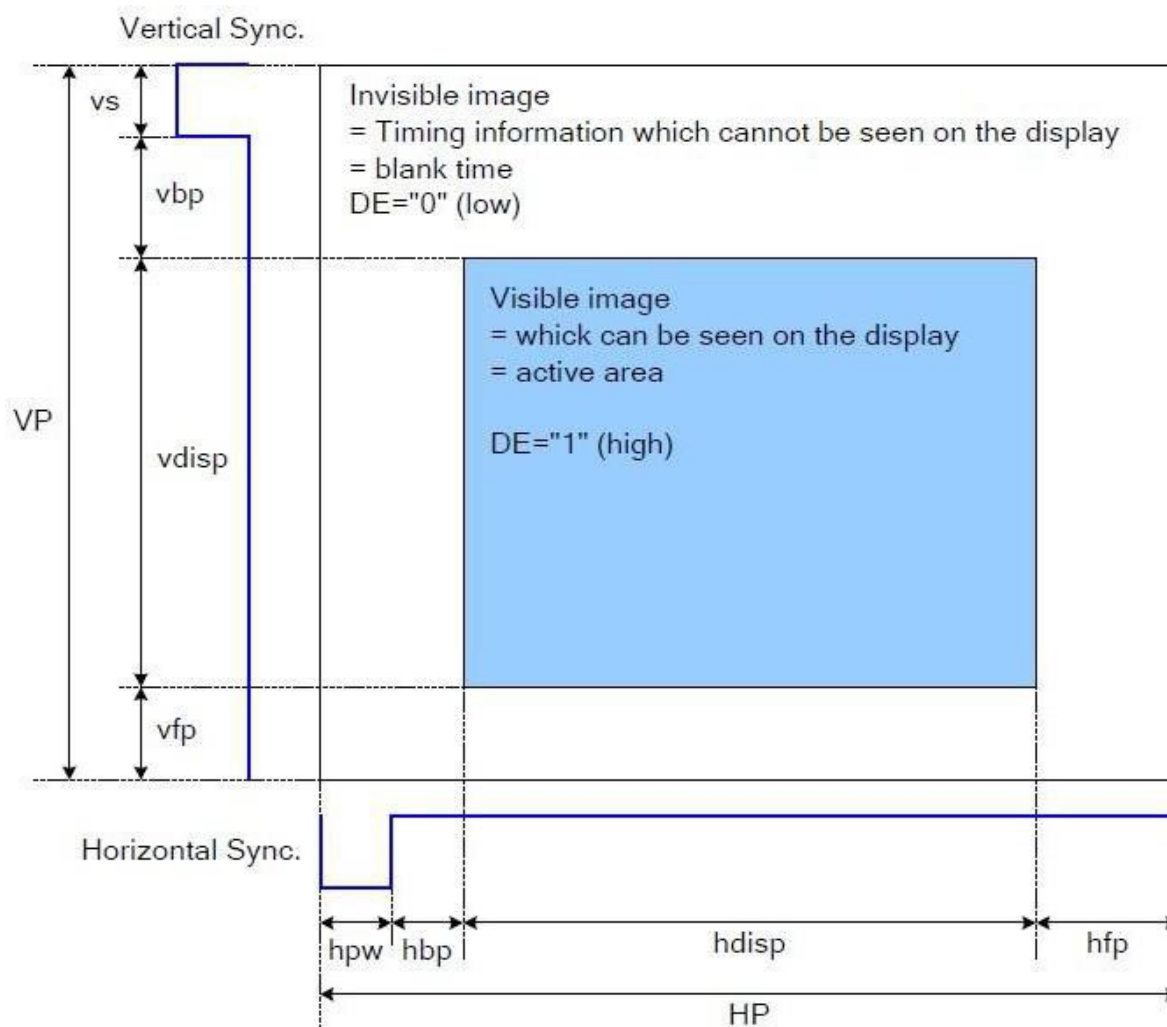 Vertical Sync.
vs
Invisible image
= Timing information which cannot be seen on the display
= blank time
DE="0" (low)
vbp
Visible image
= whick can be seen on the display
= active area
DE="1" (high)
VP
vdisp
vfp
Horizontal Sync.
hpw
hbp
hdisp
hfp
HP